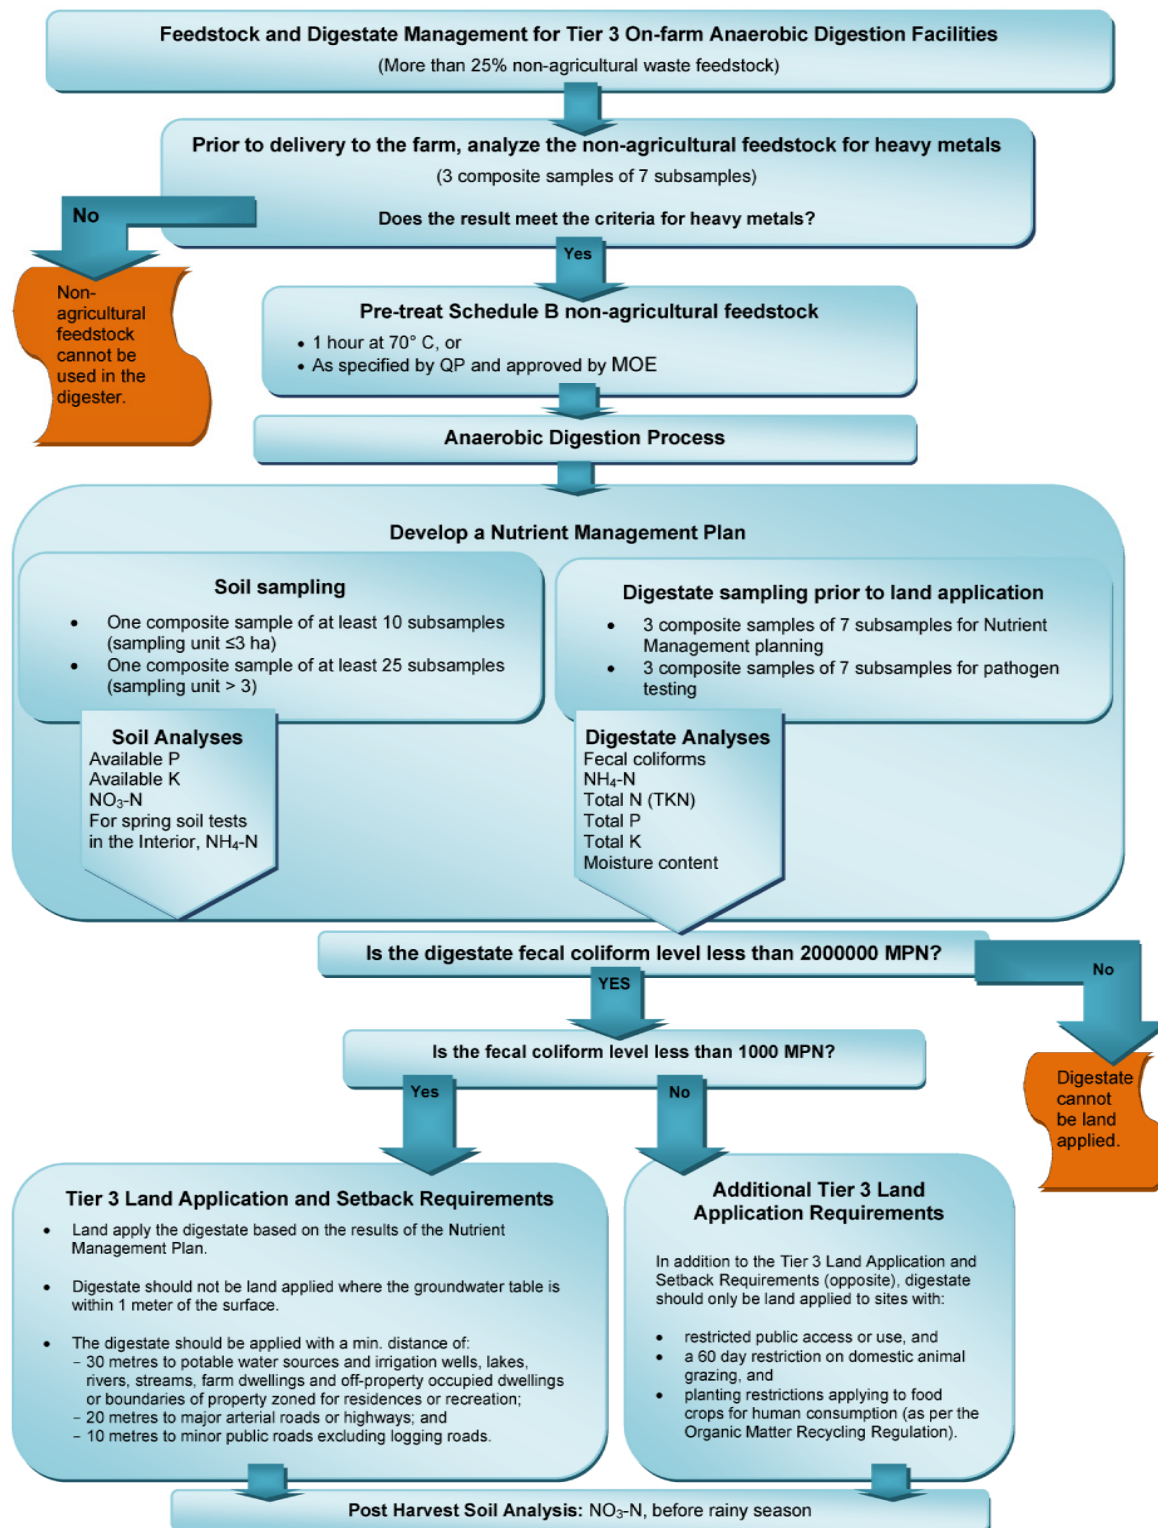 Feedstock and Digestate Management for Tier 3 On-farm Anaerobic Digestion Facilities
(More than 25% non-agricultural waste feedstock)
Prior to delivery to the farm, analyze the non-agricultural feedstock for heavy metals
(3 composite samples of 7 subsamples)
Does the result meet the criteria for heavy metals?
No
Yes
Non-
agricultural
feedstock
cannot be
used in the
digester.
Pre-treat Schedule B non-agricultural feedstock
• 1 hour at 70° C, or
• As specified by QP and approved by MOE
Anaerobic Digestion Process
Develop a Nutrient Management Plan
Soil sampling
• One composite sample of at least 10 subsamples
(sampling unit ≤3 ha)
• One composite sample of at least 25 subsamples
(sampling unit > 3)
Digestate sampling prior to land application
• 3 composite samples of 7 subsamples for Nutrient
Management planning
• 3 composite samples of 7 subsamples for pathogen
testing
Soil Analyses
Available P
Available K
NO₃-N
For spring soil tests
in the Interior, NH₄-N
Digestate Analyses
Fecal coliforms
NH₄-N
Total N (TKN)
Total P
Total K
Moisture content
Is the digestate fecal coliform level less than 2000000 MPN?
YES
No
Is the fecal coliform level less than 1000 MPN?
Yes
No
Digestate
cannot
be land
applied.
Tier 3 Land Application and Setback Requirements
• Land apply the digestate based on the results of the Nutrient
Management Plan.
• Digestate should not be land applied where the groundwater table is
within 1 meter of the surface.
• The digestate should be applied with a min. distance of:
– 30 metres to potable water sources and irrigation wells, lakes,
rivers, streams, farm dwellings and off-property occupied dwellings
or boundaries of property zoned for residences or recreation;
– 20 metres to major arterial roads or highways; and
– 10 metres to minor public roads excluding logging roads.
Additional Tier 3 Land
Application Requirements
In addition to the Tier 3 Land Application and
Setback Requirements (opposite), digestate
should only be land applied to sites with:
• restricted public access or use, and
• a 60 day restriction on domestic animal
grazing, and
• planting restrictions applying to food
crops for human consumption (as per the
Organic Matter Recycling Regulation).
Post Harvest Soil Analysis: NO₃-N, before rainy season